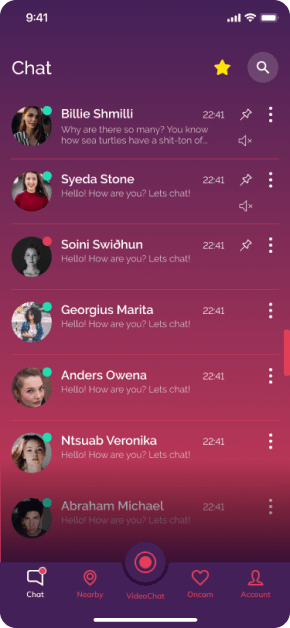 9:41
Chat
Billie Shmilli 22:41
Why are there so many? You know
how sea turtles have a shit-ton of...
Syeda Stone 22:41
Hello! How are you? Lets chat!
Soini Swiðhun 22:41
Hello! How are you? Lets chat!
Georgius Marita 22:41
Hello! How are you? Lets chat!
Anders Owena 22:41
Hello! How are you? Lets chat!
Ntsuab Veronika 22:41
Hello! How are you? Lets chat!
Abraham Michael 22:41
Hello! How are you? Lets chat!
Chat Nearby VideoChat Oncam Account